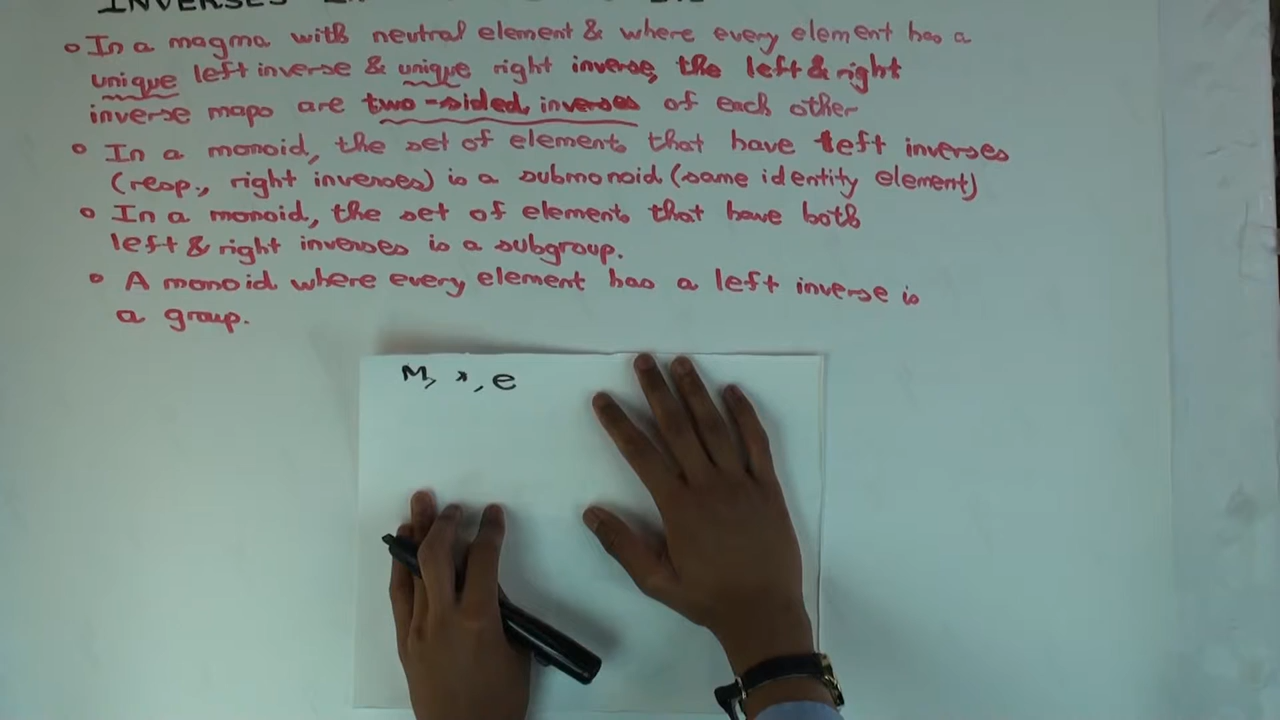 INVERSES
◦ In a magma with neutral element & where every element has a
unique left inverse & unique right inverse, the left & right
inverse maps are two-sided inverses of each other
◦ In a monoid, the set of elements that have left inverses
(resp., right inverses) is a submonoid (same identity element)
◦ In a monoid, the set of elements that have both
left & right inverses is a subgroup.
◦ A monoid where every element has a left inverse is
a group.
M, *, e